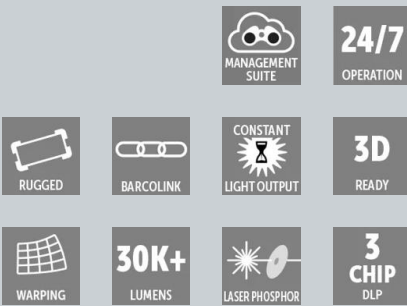 MANAGEMENT
SUITE
24/7
OPERATION
RUGGED
BARCOLINK
CONSTANT
LIGHT OUTPUT
3D
READY
WARPING
30K+
LUMENS
LASER PHOSPHOR
3
CHIP
DLP